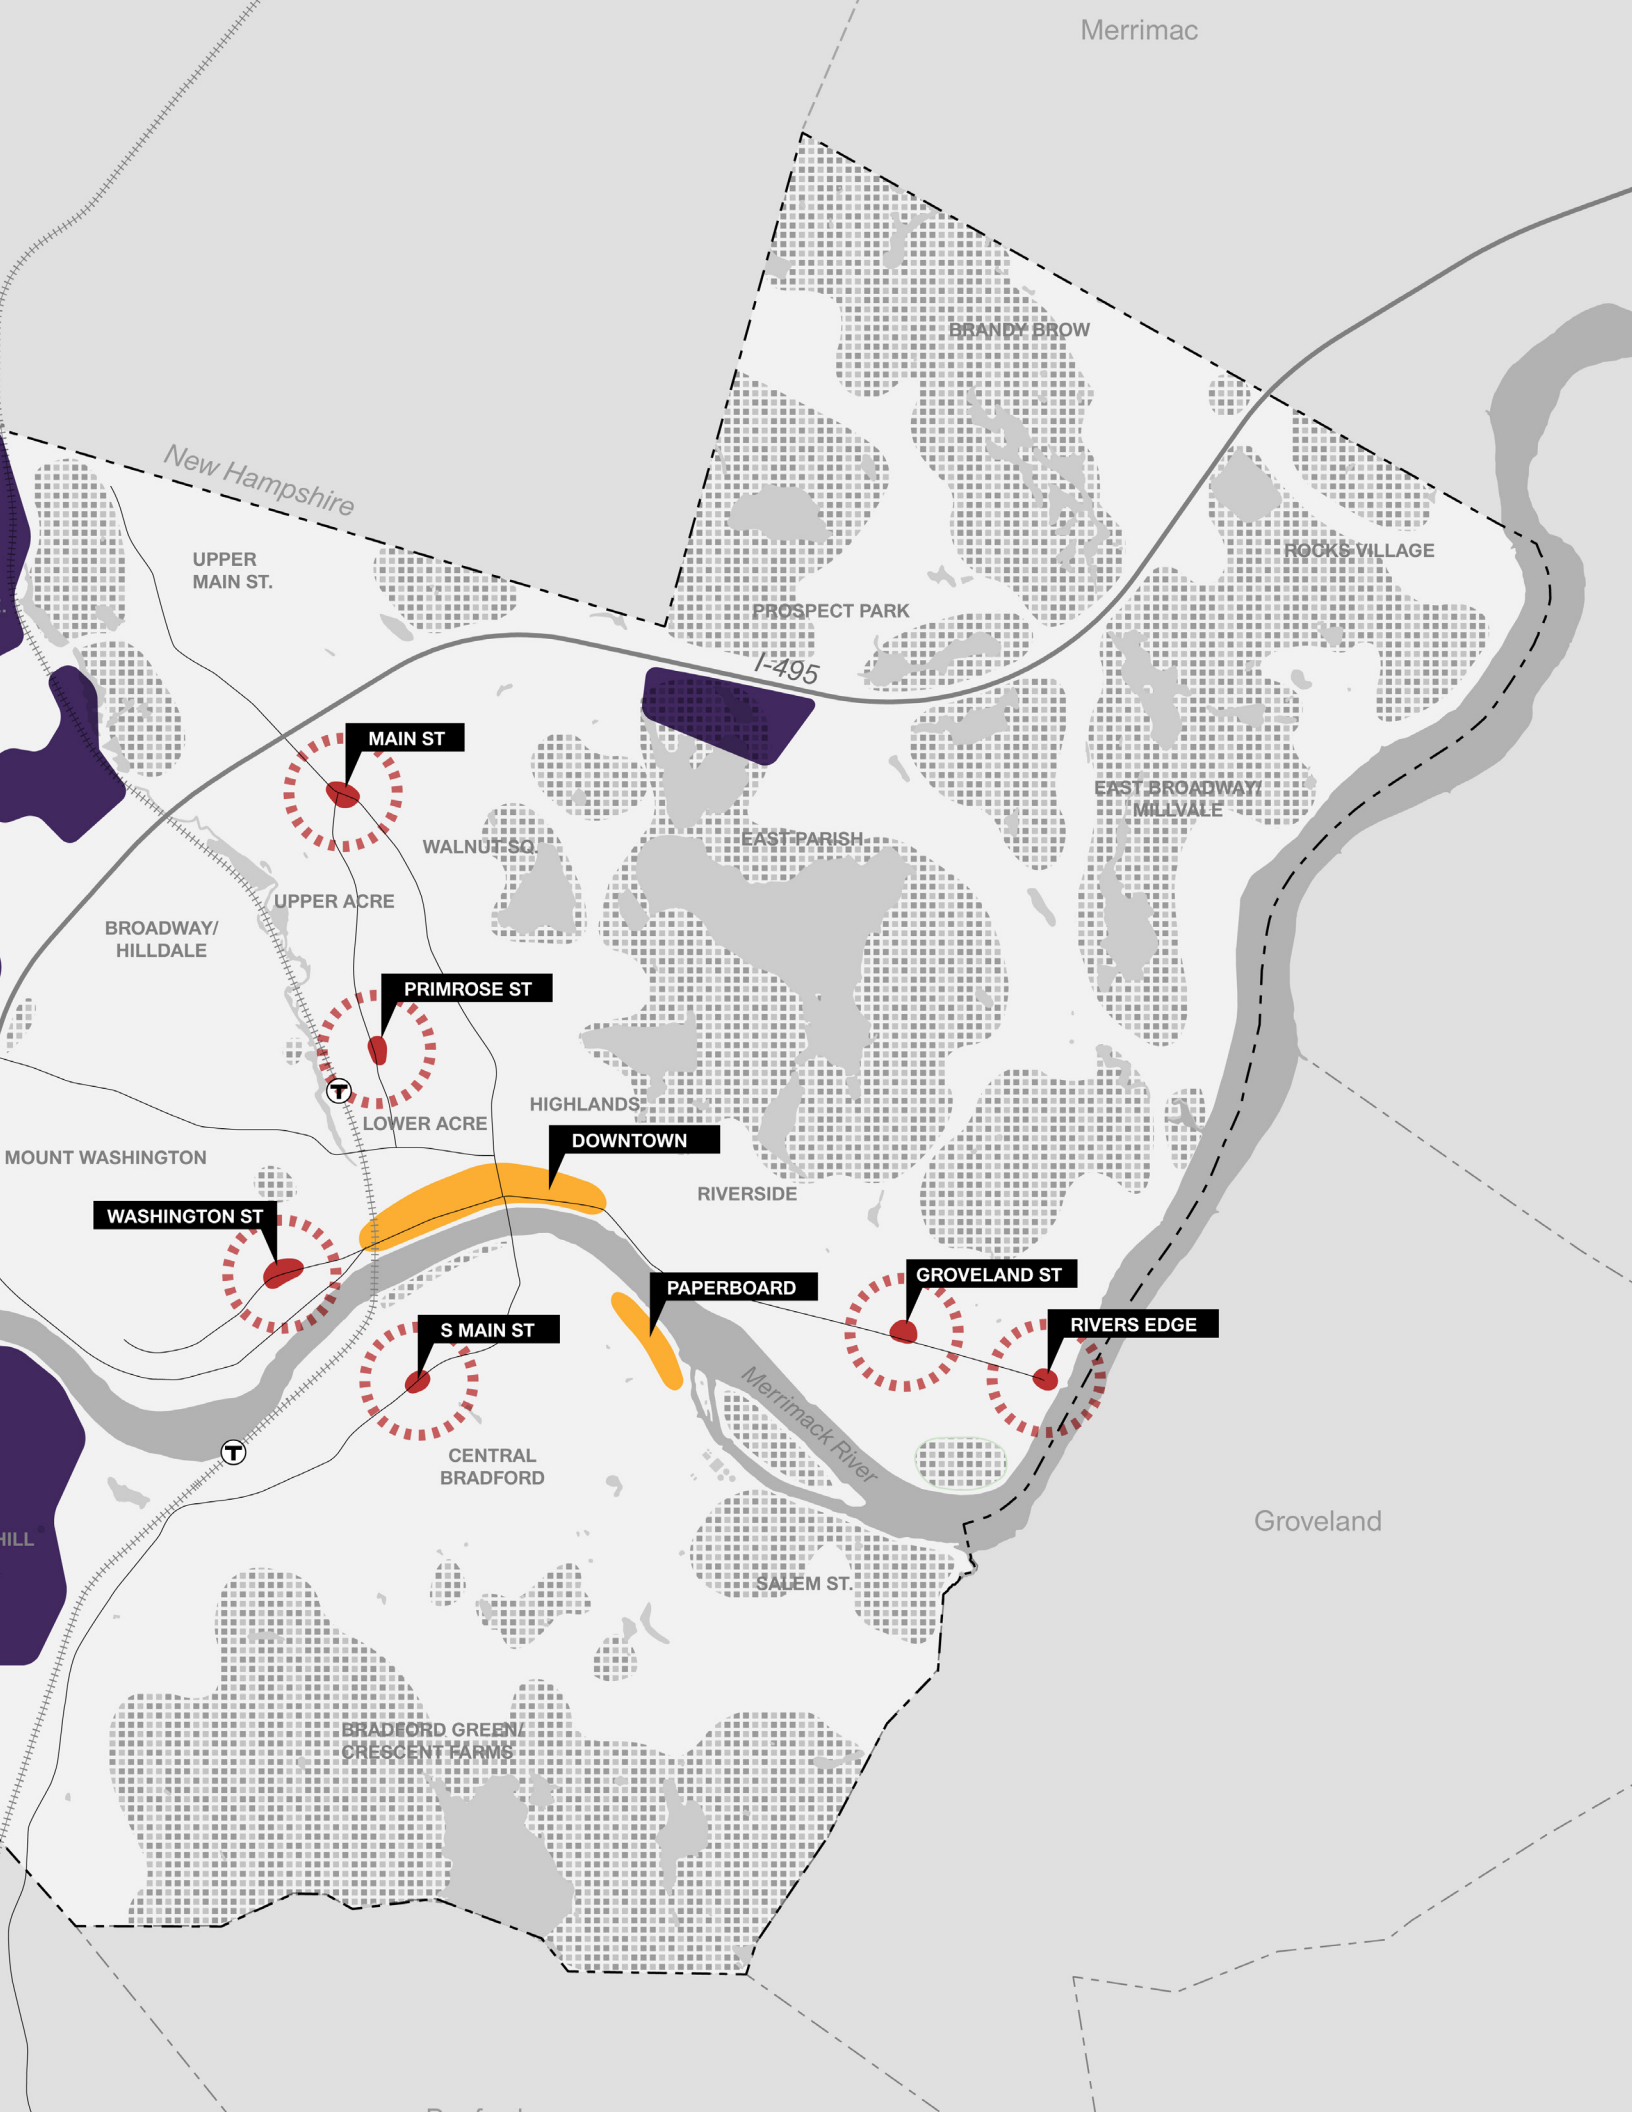 Merrimac
BRANDY BROW
New Hampshire
UPPER
MAIN ST.
ROCKS VILLAGE
PROSPECT PARK
I-495
MAIN ST
EAST BROADWAY/
MILLVALE
WALNUT SQ.
EAST PARISH
UPPER ACRE
BROADWAY/
HILLDALE
PRIMROSE ST
T
HIGHLANDS
LOWER ACRE
DOWNTOWN
MOUNT WASHINGTON
RIVERSIDE
WASHINGTON ST
GROVELAND ST
PAPERBOARD
RIVERS EDGE
S MAIN ST
Merrimack River
T
CENTRAL
BRADFORD
Groveland
HILL
SALEM ST.
BRADFORD GREEN/
CRESCENT FARMS